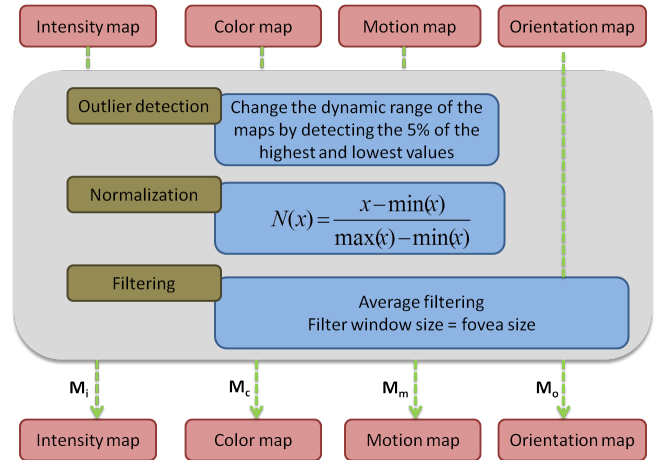 Intensity map
Color map
Motion map
Orientation map
Outlier detection
Change the dynamic range of the
maps by detecting the 5% of the
highest and lowest values
Normalization
N(x) = x − min(x) / max(x) − min(x)
Filtering
Average filtering
Filter window size = fovea size
Mi
Mc
Mm
Mo
Intensity map
Color map
Motion map
Orientation map